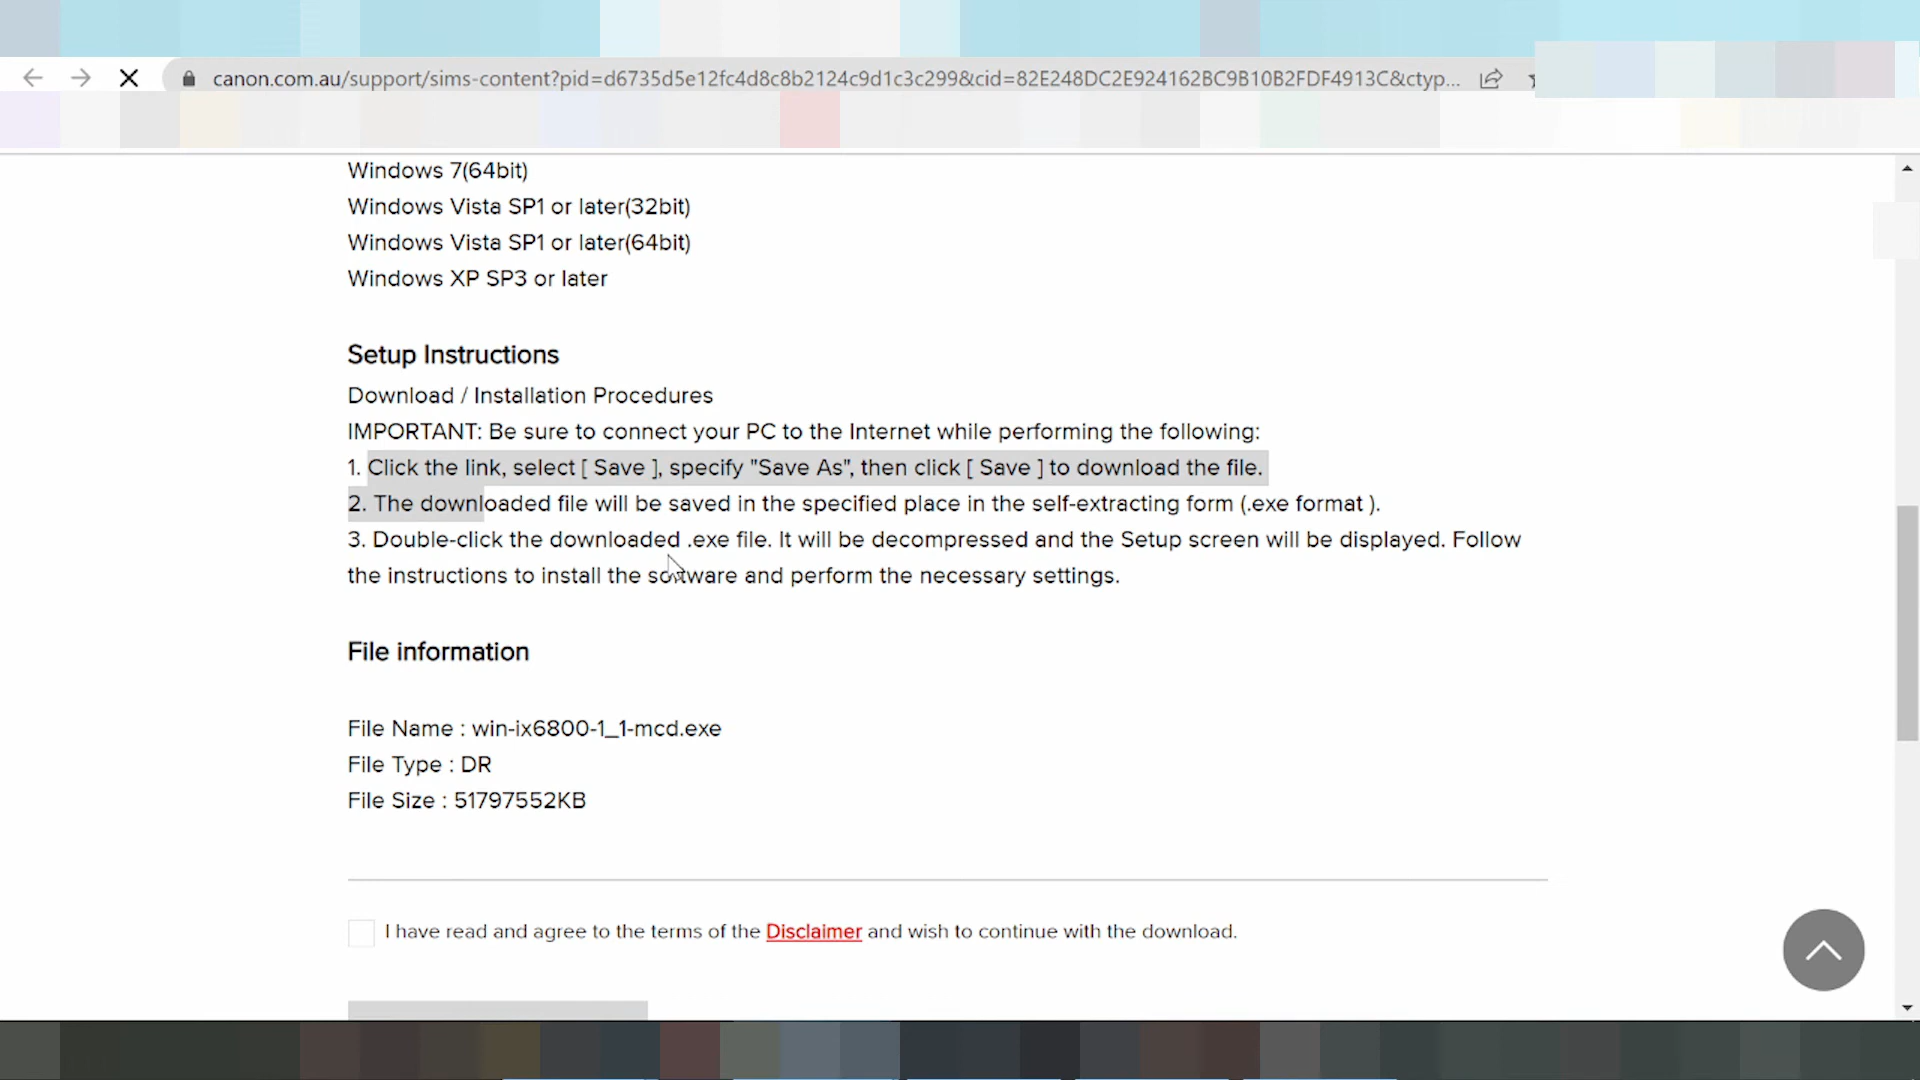 canon.com.au/support/sims-content?pid=d6735d5e12fc4d8c8b2124c9d1c3c299&cid=82E248DC2E924162BC9B10B2FDF4913C&ctyp...
Windows 7(64bit)
Windows Vista SP1 or later(32bit)
Windows Vista SP1 or later(64bit)
Windows XP SP3 or later
Setup Instructions
Download / Installation Procedures
IMPORTANT: Be sure to connect your PC to the Internet while performing the following:
1. Click the link, select [ Save ], specify "Save As", then click [ Save ] to download the file.
2. The downloaded file will be saved in the specified place in the self-extracting form (.exe format ).
3. Double-click the downloaded .exe file. It will be decompressed and the Setup screen will be displayed. Follow
the instructions to install the software and perform the necessary settings.
File information
File Name : win-ix6800-1_1-mcd.exe
File Type : DR
File Size : 51797552KB
I have read and agree to the terms of the Disclaimer and wish to continue with the download.